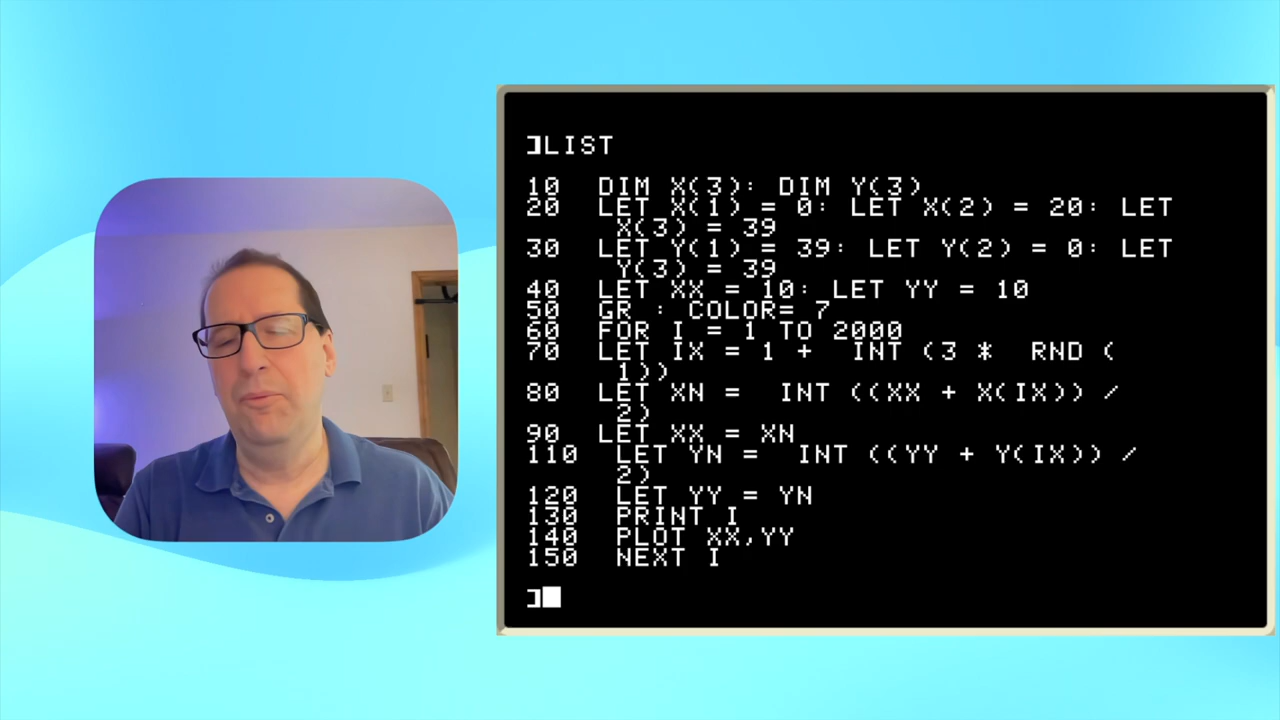 ]LIST
10  DIM X(3): DIM Y(3)
20  LET X(1) = 0: LET X(2) = 20: LET
X(3) = 39
30  LET Y(1) = 39: LET Y(2) = 0: LET
Y(3) = 39
40  LET XX = 10: LET YY = 10
50  GR : COLOR= 7
60  FOR I = 1 TO 2000
70  LET IX = 1 +  INT (3 *  RND (
1))
80  LET XN =  INT ((XX + X(IX)) /
2)
90  LET XX = XN
110  LET YN =  INT ((YY + Y(IX)) /
2)
120  LET YY = YN
130  PRINT I
140  PLOT XX,YY
150  NEXT I
]